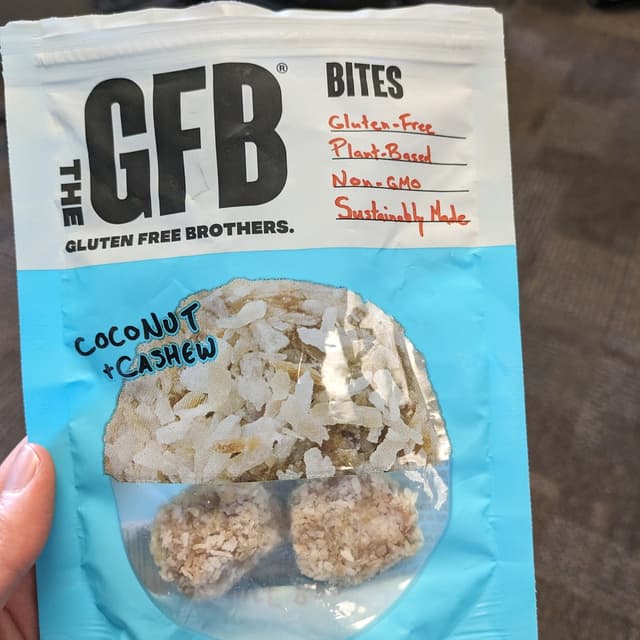 THE GFB®
GLUTEN FREE BROTHERS.
BITES
Gluten-Free
Plant-Based
Non-GMO
Sustainably Made
COCONUT
+CASHEW